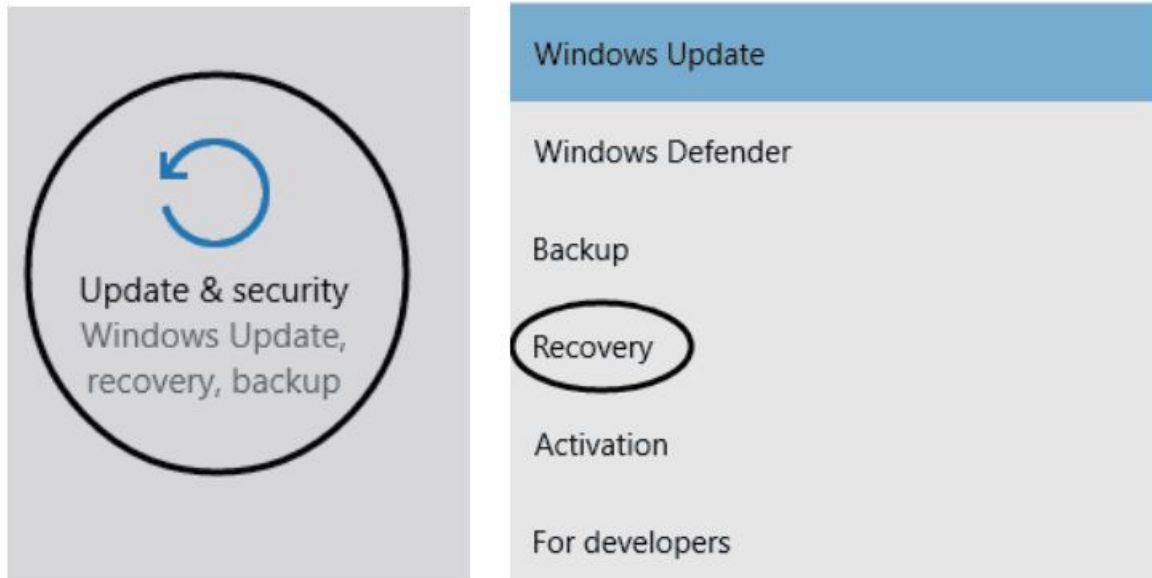 Update & security
Windows Update,
recovery, backup
Windows Update
Windows Defender
Backup
Recovery
Activation
For developers